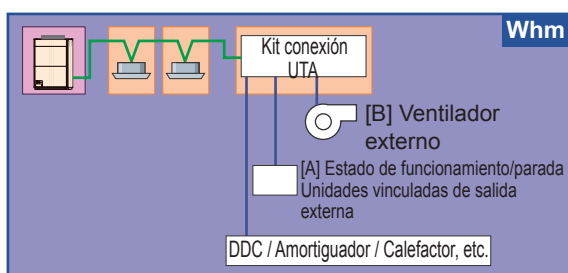 Whm
Kit conexión
UTA
[B] Ventilador
externo
[A] Estado de funcionamiento/parada
Unidades vinculadas de salida
externa
DDC / Amortiguador / Calefactor, etc.